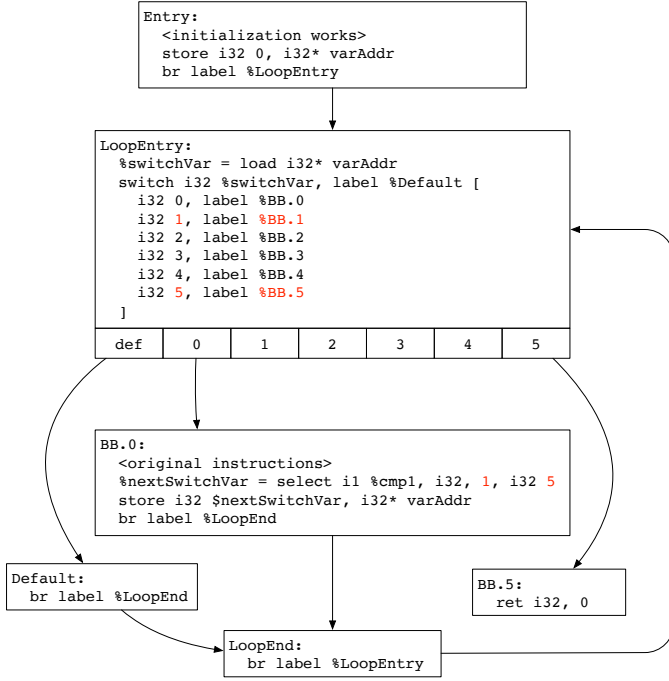 Entry:
<initialization works>
store i32 0, i32* varAddr
br label %LoopEntry
LoopEntry:
%switchVar = load i32* varAddr
switch i32 %switchVar, label %Default [
i32 0, label %BB.0
i32 1, label %BB.1
i32 2, label %BB.2
i32 3, label %BB.3
i32 4, label %BB.4
i32 5, label %BB.5
]
def 0 1 2 3 4 5
BB.0:
<original instructions>
%nextSwitchVar = select i1 %cmp1, i32, 1, i32 5
store i32 $nextSwitchVar, i32* varAddr
br label %LoopEnd
Default:
br label %LoopEnd
BB.5:
ret i32, 0
LoopEnd:
br label %LoopEntry